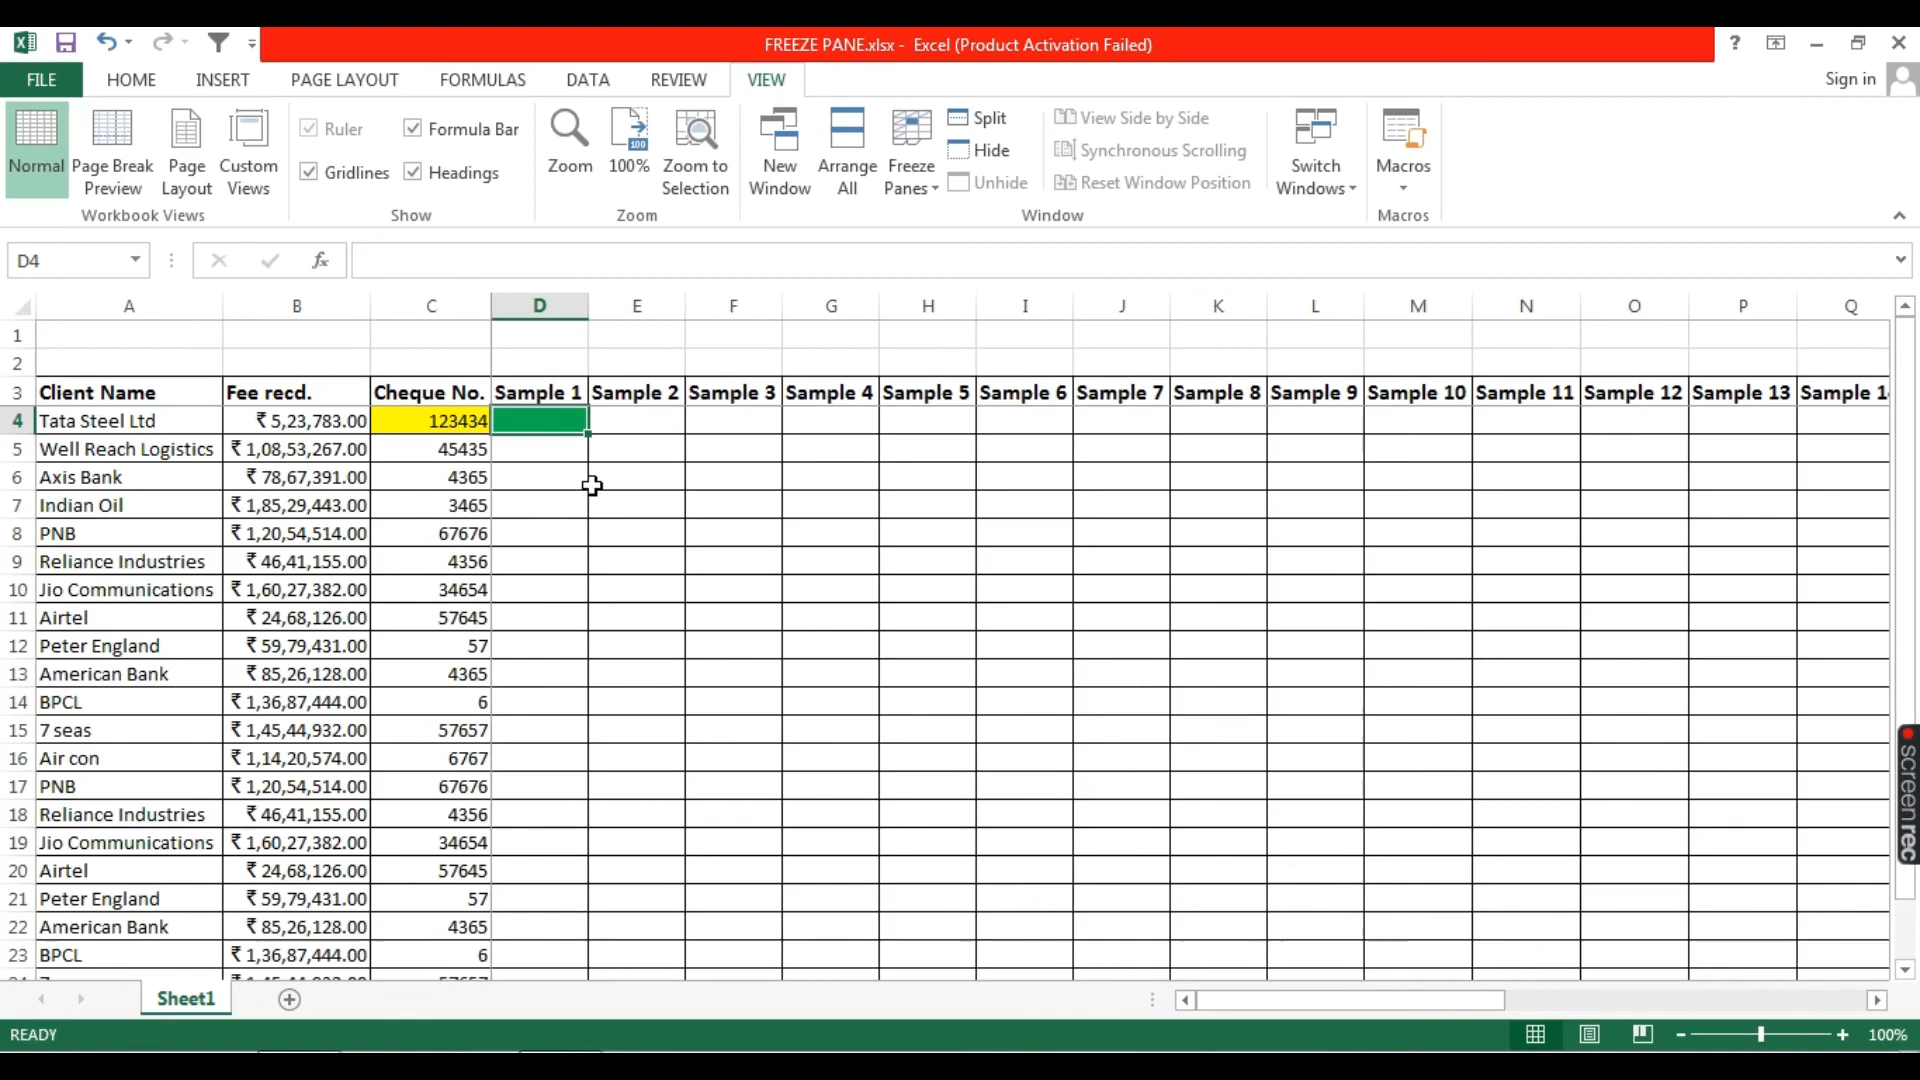 FREEZE PANE.xlsx - Excel (Product Activation Failed)
?
FILE HOME INSERT PAGE LAYOUT FORMULAS DATA REVIEW VIEW Sign in
Normal Page Break Preview Page Layout Custom Views
Workbook Views
Ruler Formula Bar
Gridlines Headings
Show
Zoom 100% Zoom to Selection
Zoom
New Window Arrange All Freeze Panes
Split View Side by Side
Hide Synchronous Scrolling
Unhide Reset Window Position
Switch Windows
Window
Macros
Macros
D4 fx
A B C D E F G H I J K L M N O P Q
1
2
3 Client Name Fee recd. Cheque No. Sample 1 Sample 2 Sample 3 Sample 4 Sample 5 Sample 6 Sample 7 Sample 8 Sample 9 Sample 10 Sample 11 Sample 12 Sample 13 Sample
4 Tata Steel Ltd ₹ 5,23,783.00 123434
5 Well Reach Logistics ₹ 1,08,53,267.00 45435
6 Axis Bank ₹ 78,67,391.00 4365
7 Indian Oil ₹ 1,85,29,443.00 3465
8 PNB ₹ 1,20,54,514.00 67676
9 Reliance Industries ₹ 46,41,155.00 4356
10 Jio Communications ₹ 1,60,27,382.00 34654
11 Airtel ₹ 24,68,126.00 57645
12 Peter England ₹ 59,79,431.00 57
13 American Bank ₹ 85,26,128.00 4365
14 BPCL ₹ 1,36,87,444.00 6
15 7 seas ₹ 1,45,44,932.00 57657
16 Air con ₹ 1,14,20,574.00 6767
17 PNB ₹ 1,20,54,514.00 67676
18 Reliance Industries ₹ 46,41,155.00 4356
19 Jio Communications ₹ 1,60,27,382.00 34654
20 Airtel ₹ 24,68,126.00 57645
21 Peter England ₹ 59,79,431.00 57
22 American Bank ₹ 85,26,128.00 4365
23 BPCL ₹ 1,36,87,444.00 6
Sheet1
READY 100%
screenrec